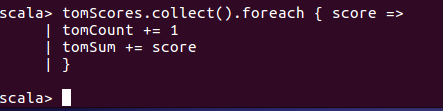 scala> tomScores.collect().foreach { score =>
     | tomCount += 1
     | tomSum += score
     | }
scala>